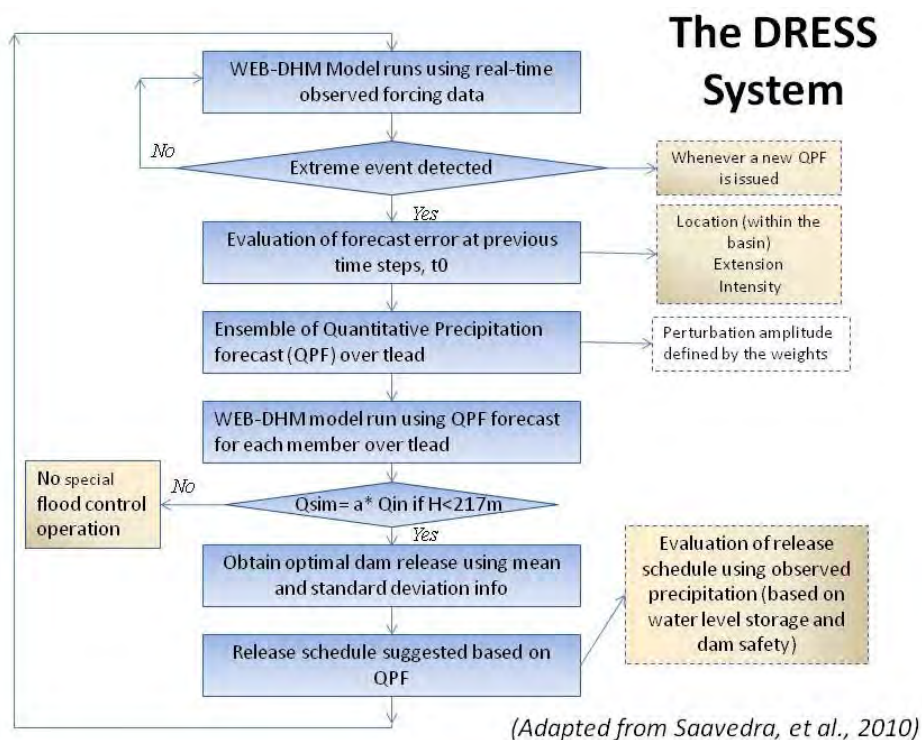 The DRESS
System
WEB-DHM Model runs using real-time
observed forcing data
No
Extreme event detected
Whenever a new QPF
is issued
Yes
Evaluation of forecast error at previous
time steps, t0
Location (within the
basin)
Extension
Intensity
Ensemble of Quantitative Precipitation
forecast (QPF) over tlead
Perturbation amplitude
defined by the weights
WEB-DHM model run using QPF forecast
for each member over tlead
No special
flood control
operation
No
Qsim= a* Qin if H<217m
Yes
Obtain optimal dam release using mean
and standard deviation info
Evaluation of release
schedule using observed
precipitation (based on
water level storage and
dam safety)
Release schedule suggested based on
QPF
(Adapted from Saavedra, et al., 2010)